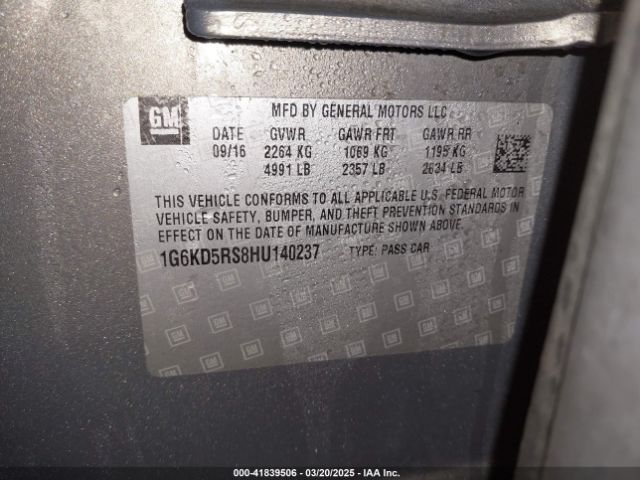 GM
MFD BY GENERAL MOTORS LLC
DATE GVWR GAWR FRT GAWR RR
09/16 2264 KG 1069 KG 1195 KG
4991 LB 2357 LB 2634 LB
THIS VEHICLE CONFORMS TO ALL APPLICABLE U.S. FEDERAL MOTOR
VEHICLE SAFETY, BUMPER, AND THEFT PREVENTION STANDARDS IN
EFFECT ON THE DATE OF MANUFACTURE SHOWN ABOVE.
1G6KD5RS8HU140237 TYPE: PASS CAR
Owner: - 41839506 - 03/20/2025 - IAA Inc.